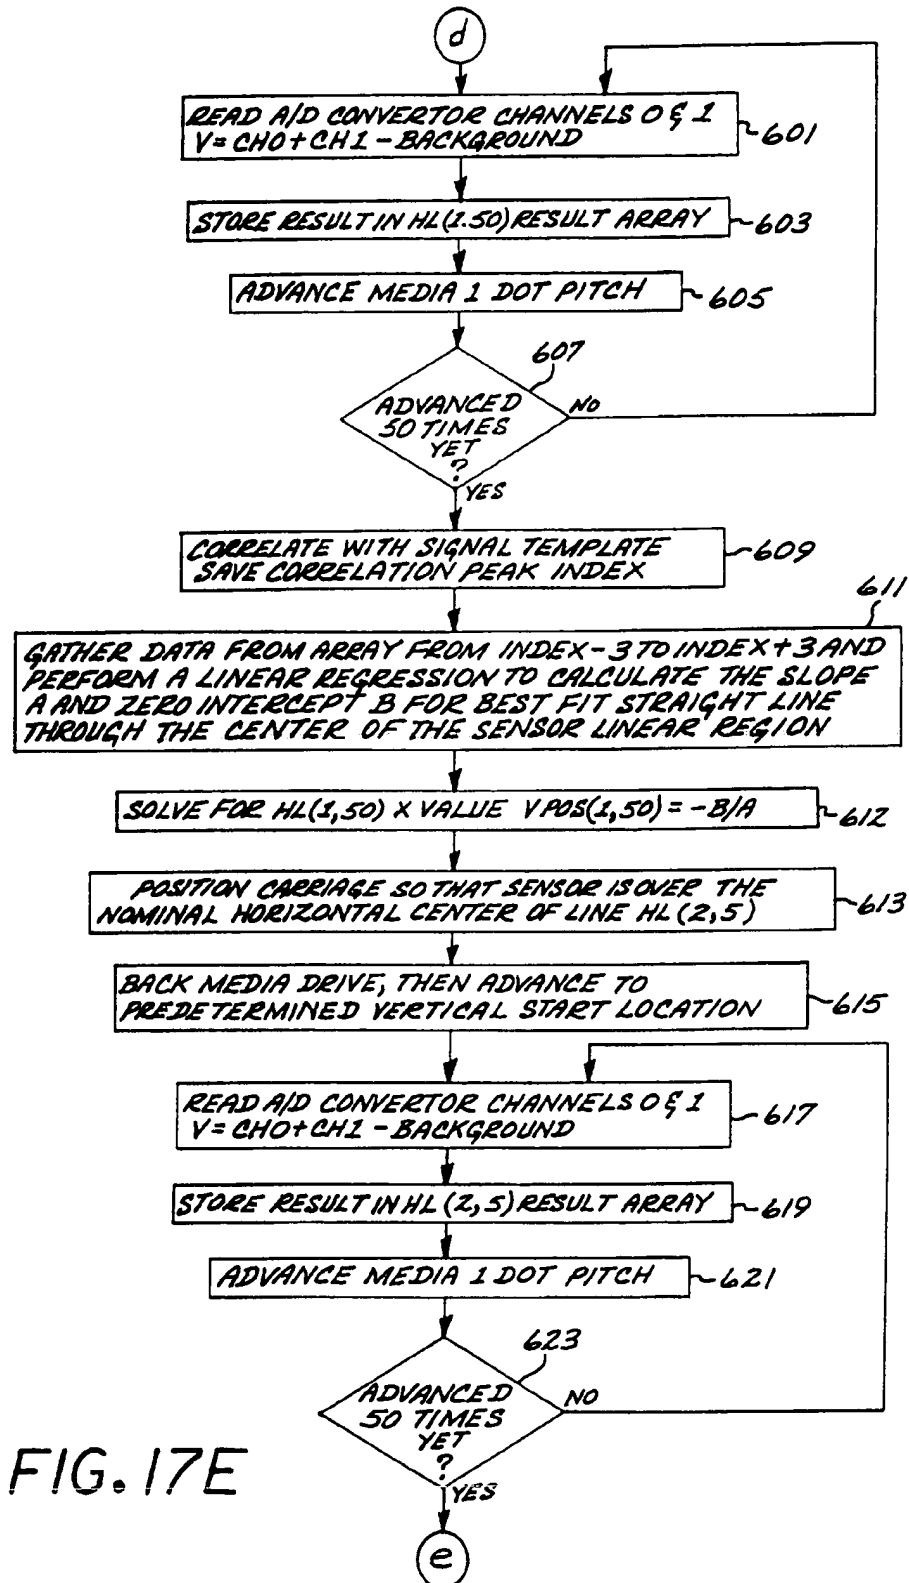 d
READ A/D CONVERTOR CHANNELS 0 & 1
V = CH0 + CH1 - BACKGROUND
601
STORE RESULT IN HL(1.50) RESULT ARRAY
603
ADVANCE MEDIA 1 DOT PITCH
605
607
ADVANCED
50 TIMES
YET
?
NO
YES
CORRELATE WITH SIGNAL TEMPLATE
SAVE CORRELATION PEAK INDEX
609
611
GATHER DATA FROM ARRAY FROM INDEX-3 TO INDEX+3 AND
PERFORM A LINEAR REGRESSION TO CALCULATE THE SLOPE
A AND ZERO INTERCEPT B FOR BEST FIT STRAIGHT LINE
THROUGH THE CENTER OF THE SENSOR LINEAR REGION
SOLVE FOR HL(1,50) X VALUE VPOS(1,50) = -B/A
612
POSITION CARRIAGE SO THAT SENSOR IS OVER THE
NOMINAL HORIZONTAL CENTER OF LINE HL(2,5)
613
BACK MEDIA DRIVE, THEN ADVANCE TO
PREDETERMINED VERTICAL START LOCATION
615
READ A/D CONVERTOR CHANNELS 0 & 1
V = CH0 + CH1 - BACKGROUND
617
STORE RESULT IN HL(2,5) RESULT ARRAY
619
ADVANCE MEDIA 1 DOT PITCH
621
623
ADVANCED
50 TIMES
YET
?
NO
YES
FIG. 17E
e